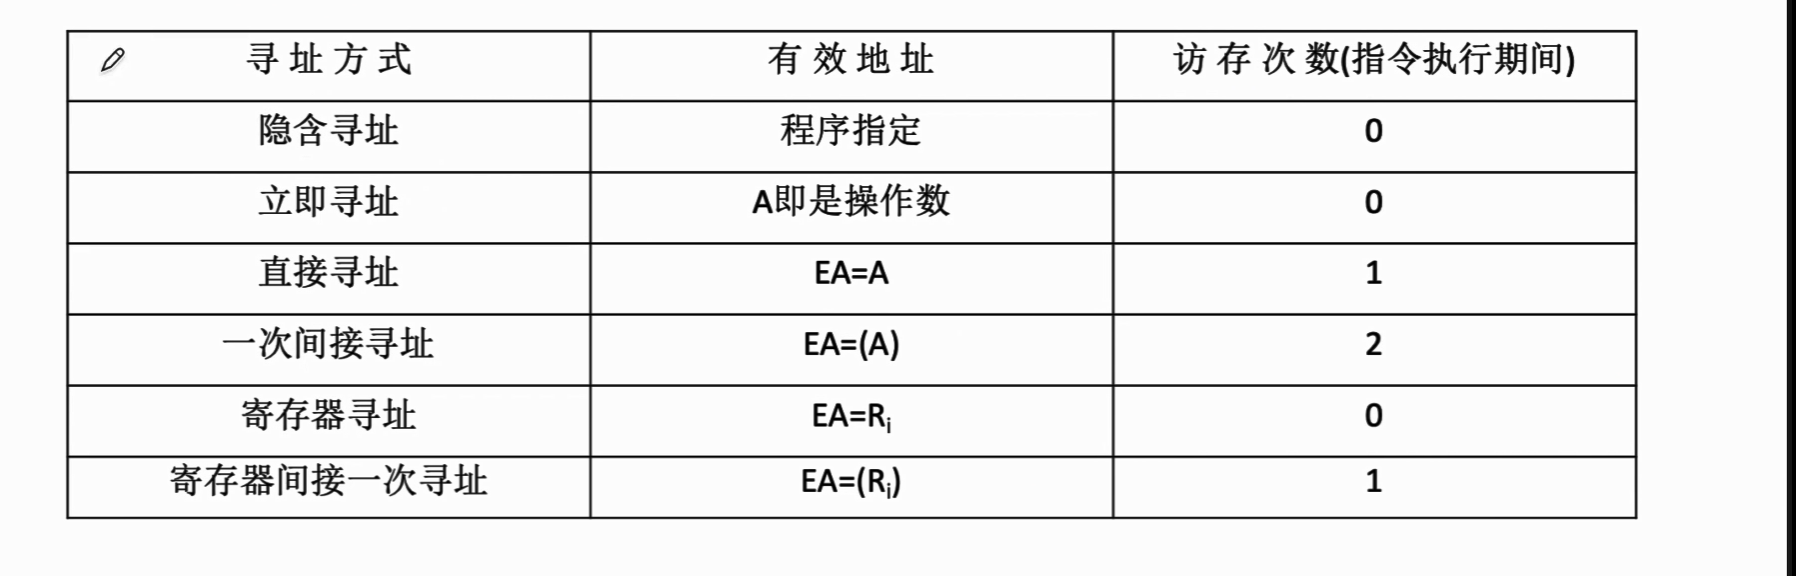 寻址方式 有效地址 访存次数(指令执行期间)
隐含寻址 程序指定 0
立即寻址 A即是操作数 0
直接寻址 EA=A 1
一次间接寻址 EA=(A) 2
寄存器寻址 EA=Ri 0
寄存器间接一次寻址 EA=(Ri) 1